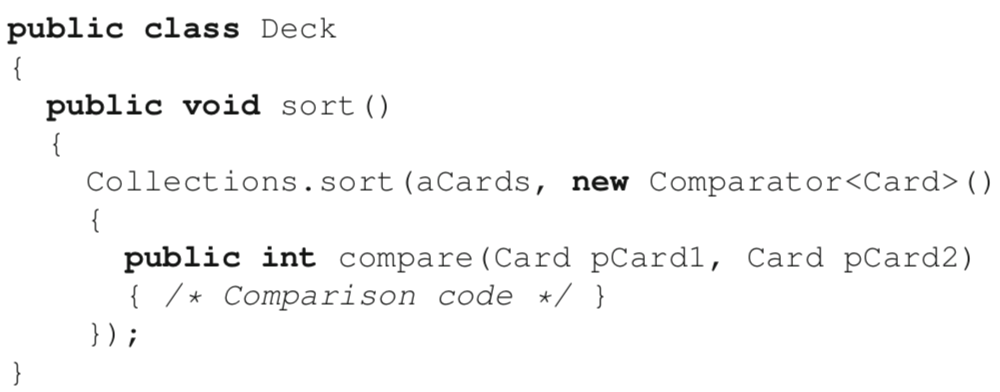 public class Deck
{
  public void sort()
  {
    Collections.sort(aCards, new Comparator<Card>()
    {
      public int compare(Card pCard1, Card pCard2)
      { /* Comparison code */ }
    });
}